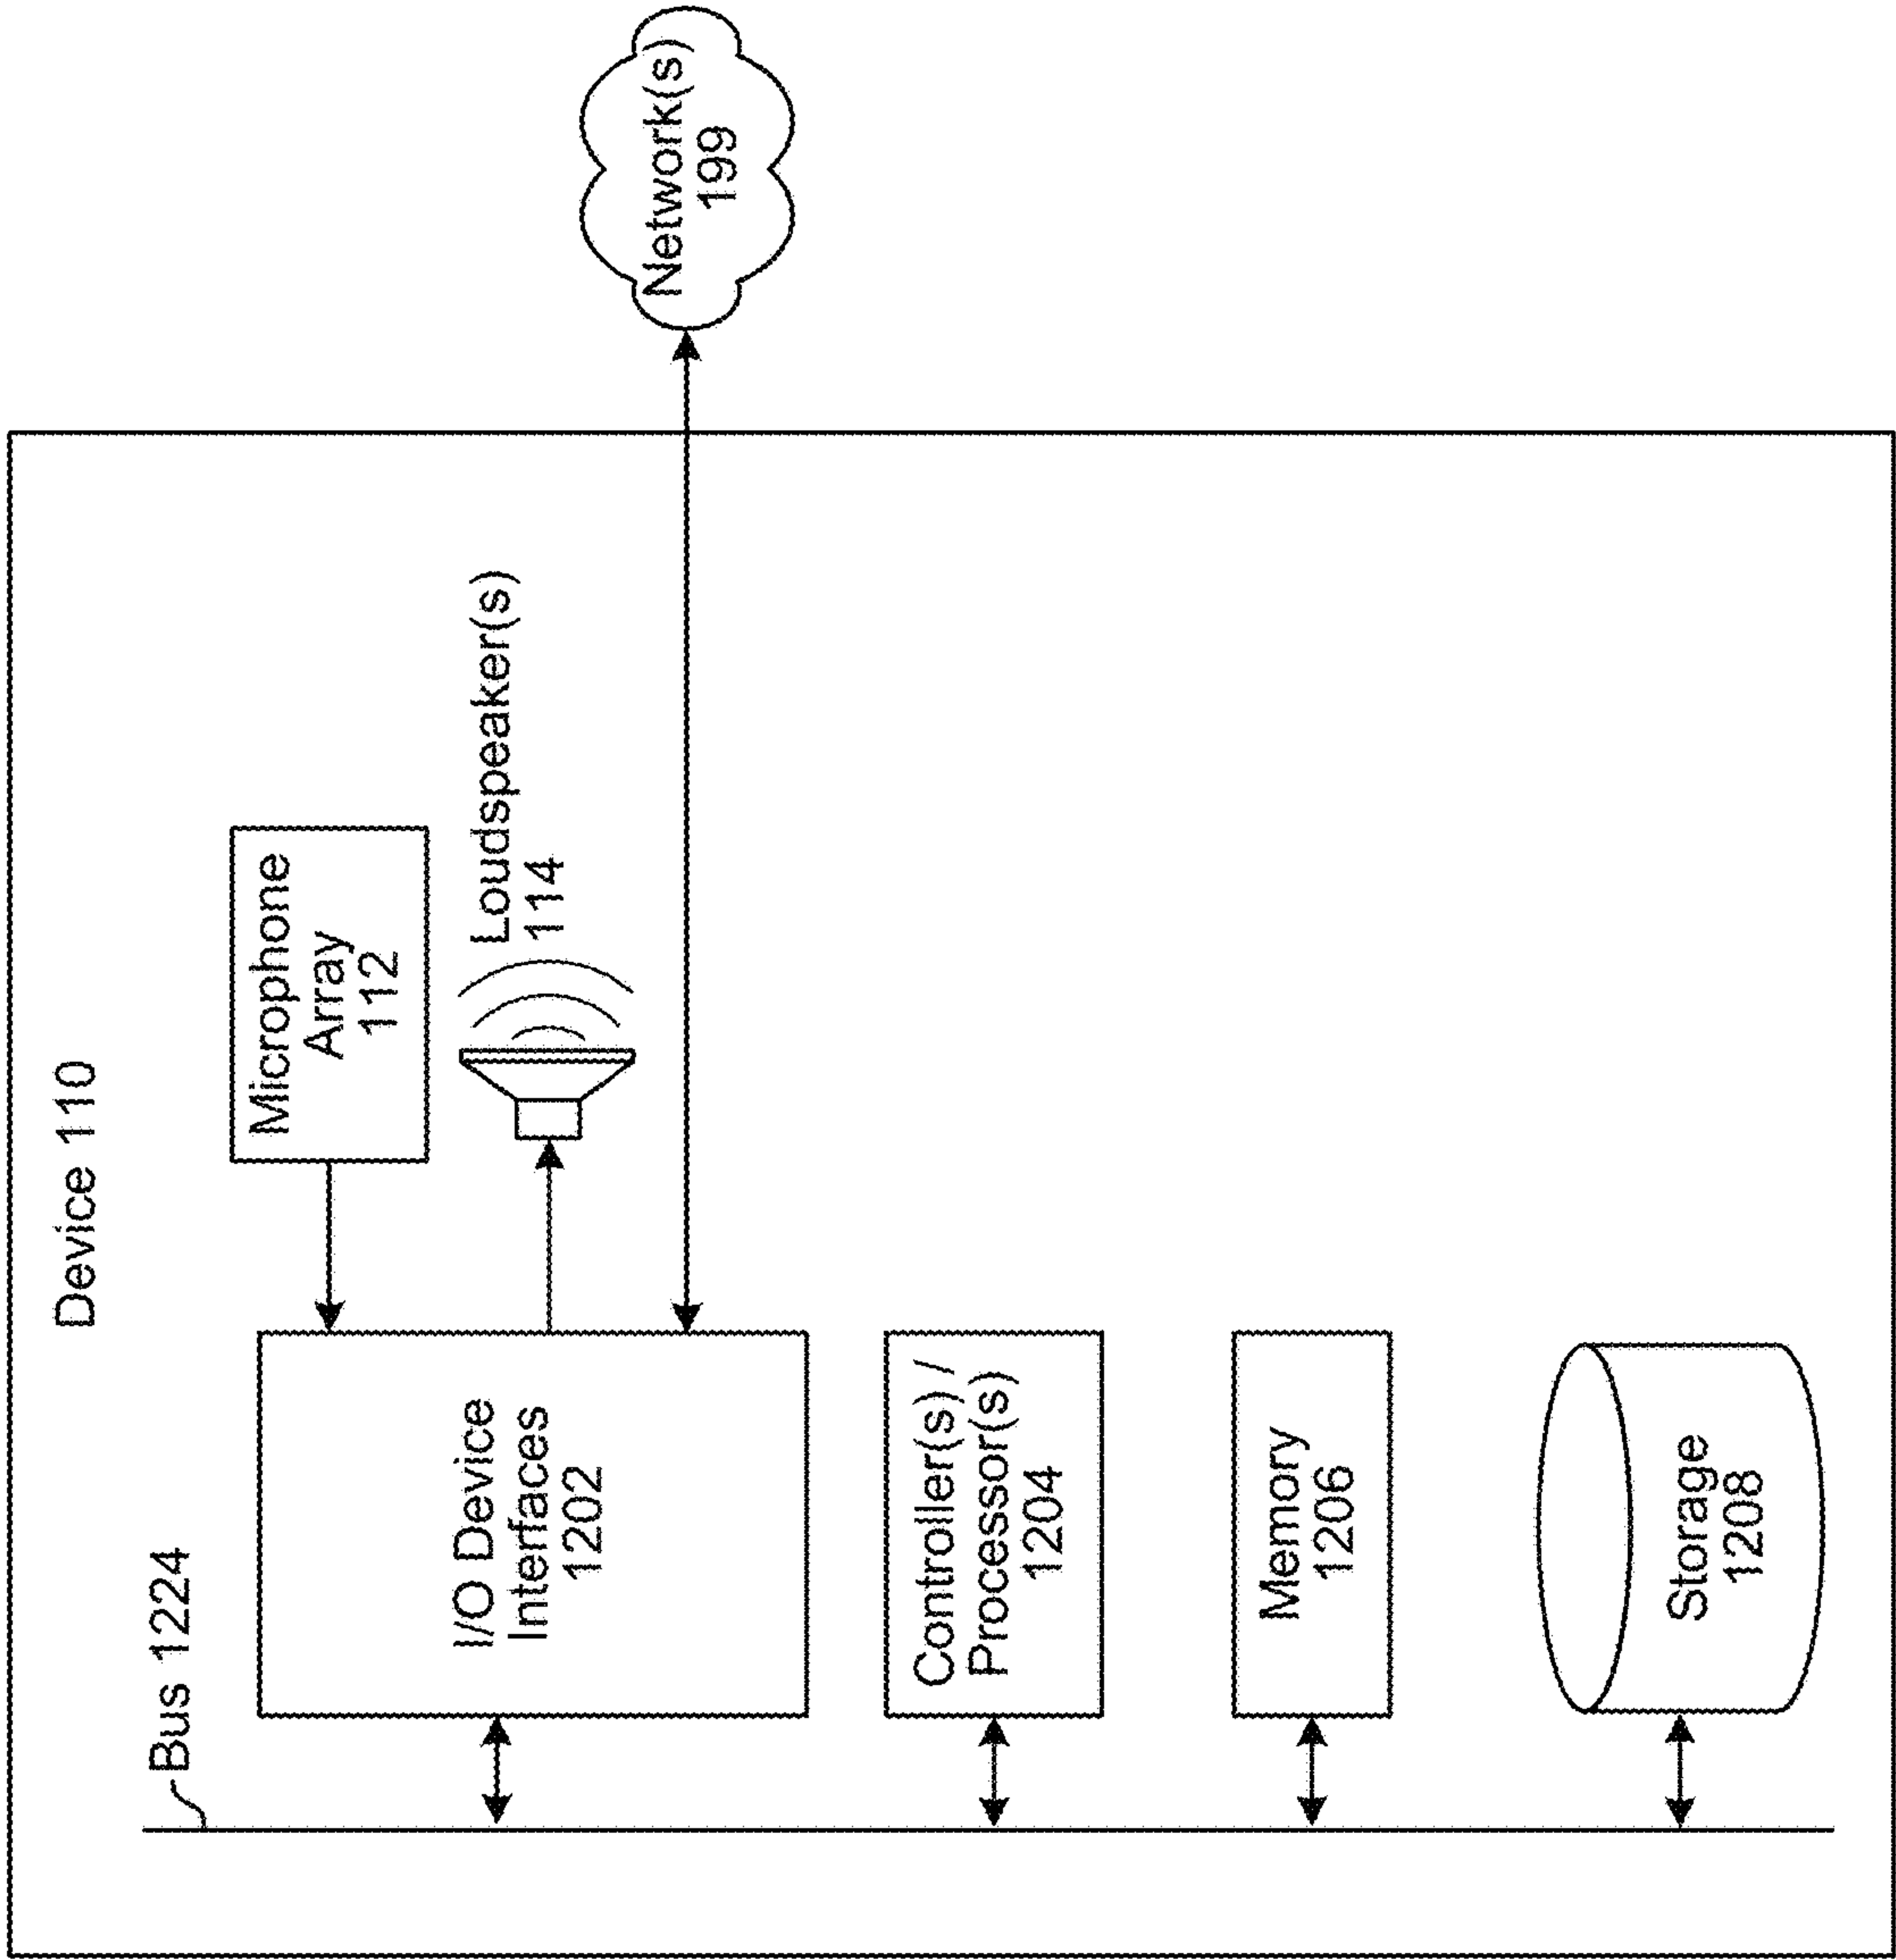 Device 110
Bus 1224
I/O Device
Interfaces
1202
Microphone
Array
112
Loudspeaker(s)
114
Network(s)
199
Controller(s) /
Processor(s)
1204
Memory
1206
Storage
1208